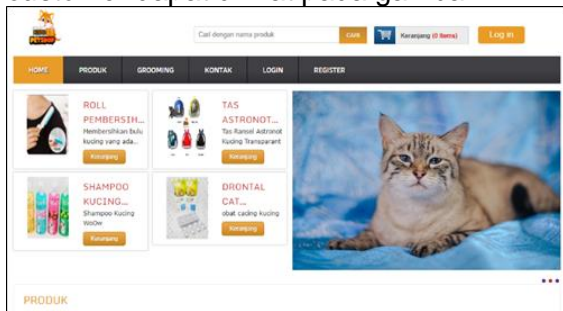 PETSHOP
Cari dengan nama produk
CARI
Keranjang (0 Items)
Log in
HOME PRODUK GROOMING KONTAK LOGIN REGISTER
ROLL
PEMBERSIH...
Membersihkan Bulu
kucing yang ada...
Keranjang
TAS
ASTRONOT...
Tas Ransel Astronot
Kucing Transparant
Keranjang
SHAMPOO
KUCING...
Shampoo Kucing
WoOw
Keranjang
DRONTAL
CAT...
obat cacing kucing
Keranjang
PRODUK